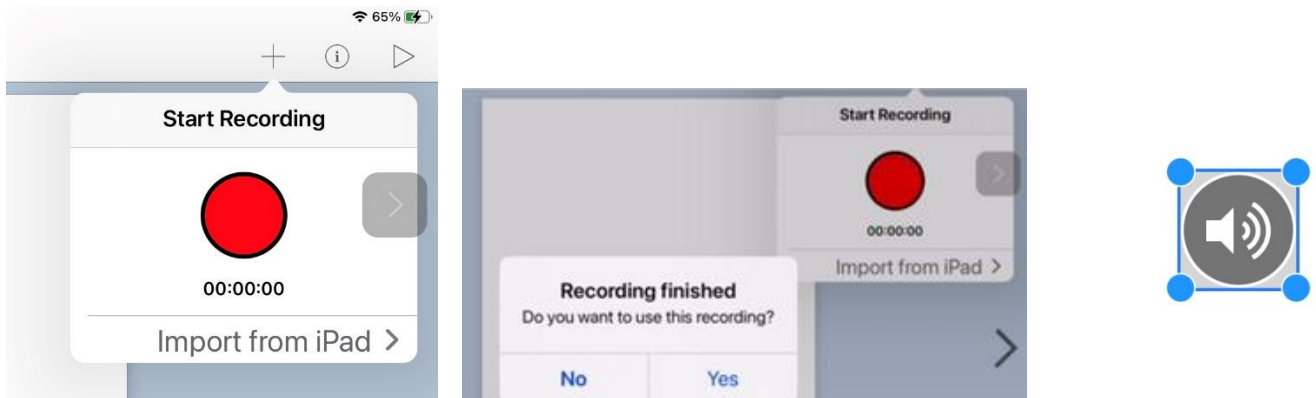 65%
Start Recording
00:00:00
Import from iPad
Start Recording
00:00:00
Import from iPad
Recording finished
Do you want to use this recording?
No Yes